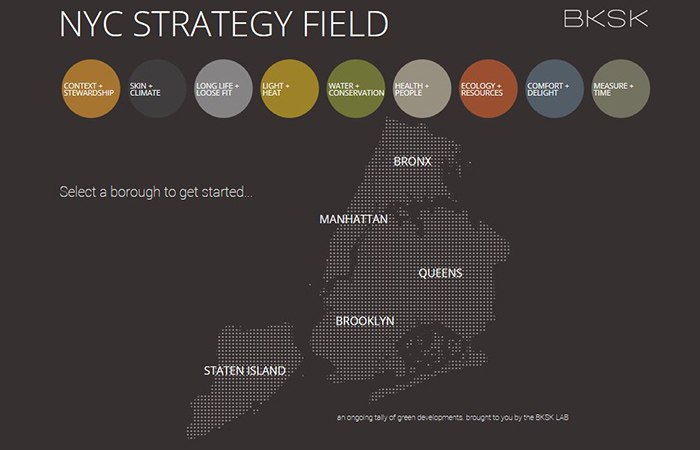 NYC STRATEGY FIELD
BKSK
CONTEXT +
STEWARDSHIP
SKIN +
CLIMATE
LONG LIFE +
LOOSE FIT
LIGHT +
HEAT
WATER +
CONSERVATION
HEALTH +
PEOPLE
ECOLOGY +
RESOURCES
COMFORT +
DELIGHT
MEASURE +
TIME
BRONX
Select a borough to get started...
MANHATTAN
QUEENS
BROOKLYN
STATEN ISLAND
an ongoing tally of green developments. brought to you by the BKSK LAB